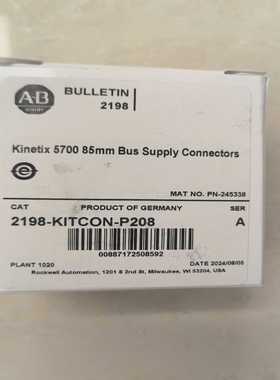 A-B
BULLETIN
2198
Kinetix 5700 85mm Bus Supply Connectors
MAT NO. PN-245338
CAT
PRODUCT OF GERMANY
SER
2198-KITCON-P208
A
00887172508592
PLANT 1020
DATE 2024/08/05
Rockwell Automation, 1201 S 2nd St, Milwaukee, WI 53204, USA